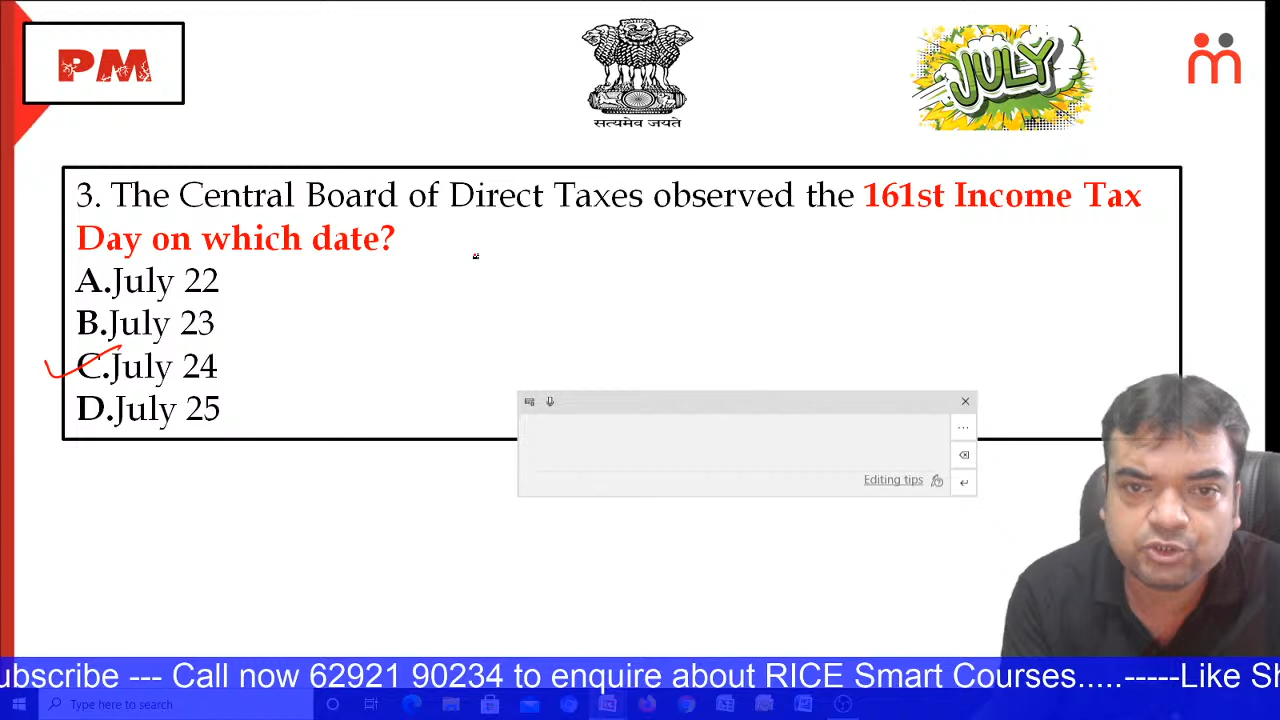 PM
सत्यमेव जयते
JULY
3. The Central Board of Direct Taxes observed the 161st Income Tax
Day on which date?
A.July 22
B.July 23
C.July 24
D.July 25
Editing tips
ubscribe --- Call now 62921 90234 to enquire about RICE Smart Courses.....-----Like Sh
Type here to search